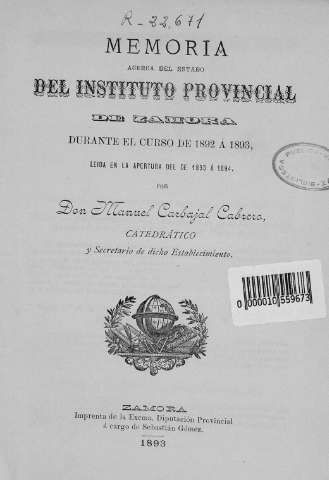 R-22.671
MEMORIA
ACERCA DEL ESTADO
DEL INSTITUTO PROVINCIAL
DE ZAMORA
DURANTE EL CURSO DE 1892 Á 1893,
LEIDA EN LA APERTURA DEL DE 1893 Á 1894,
POR
Don Manuel Carbajal Cabrero,
CATEDRÁTICO
y Secretario de dicho Establecimiento.
0 000010 559673
ZAMORA
Imprenta de la Excma. Diputación Provincial
á cargo de Sebastián Gómez.
1893